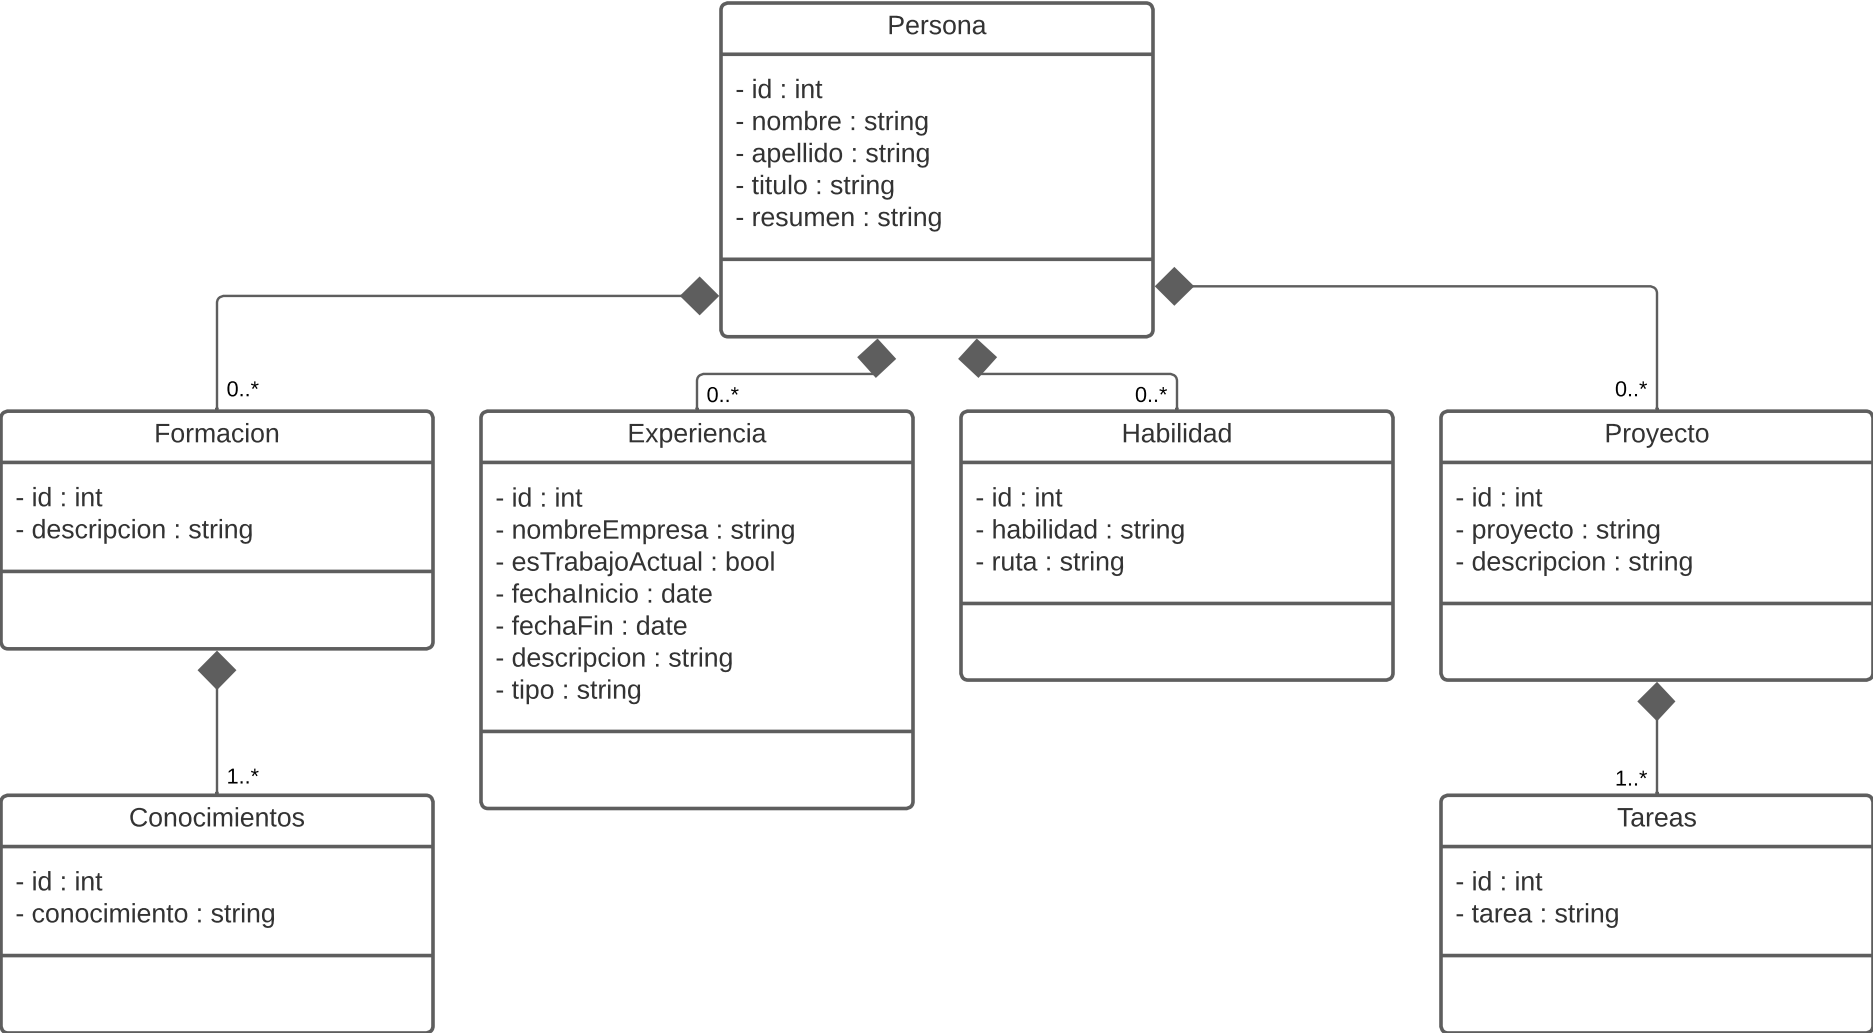 Persona
- id : int
- nombre : string
- apellido : string
- titulo : string
- resumen : string
0..*
0..*
0..*
0..*
Formacion
- id : int
- descripcion : string
Experiencia
- id : int
- nombreEmpresa : string
- esTrabajoActual : bool
- fechaInicio : date
- fechaFin : date
- descripcion : string
- tipo : string
Habilidad
- id : int
- habilidad : string
- ruta : string
Proyecto
- id : int
- proyecto : string
- descripcion : string
1..*
1..*
Conocimientos
- id : int
- conocimiento : string
Tareas
- id : int
- tarea : string